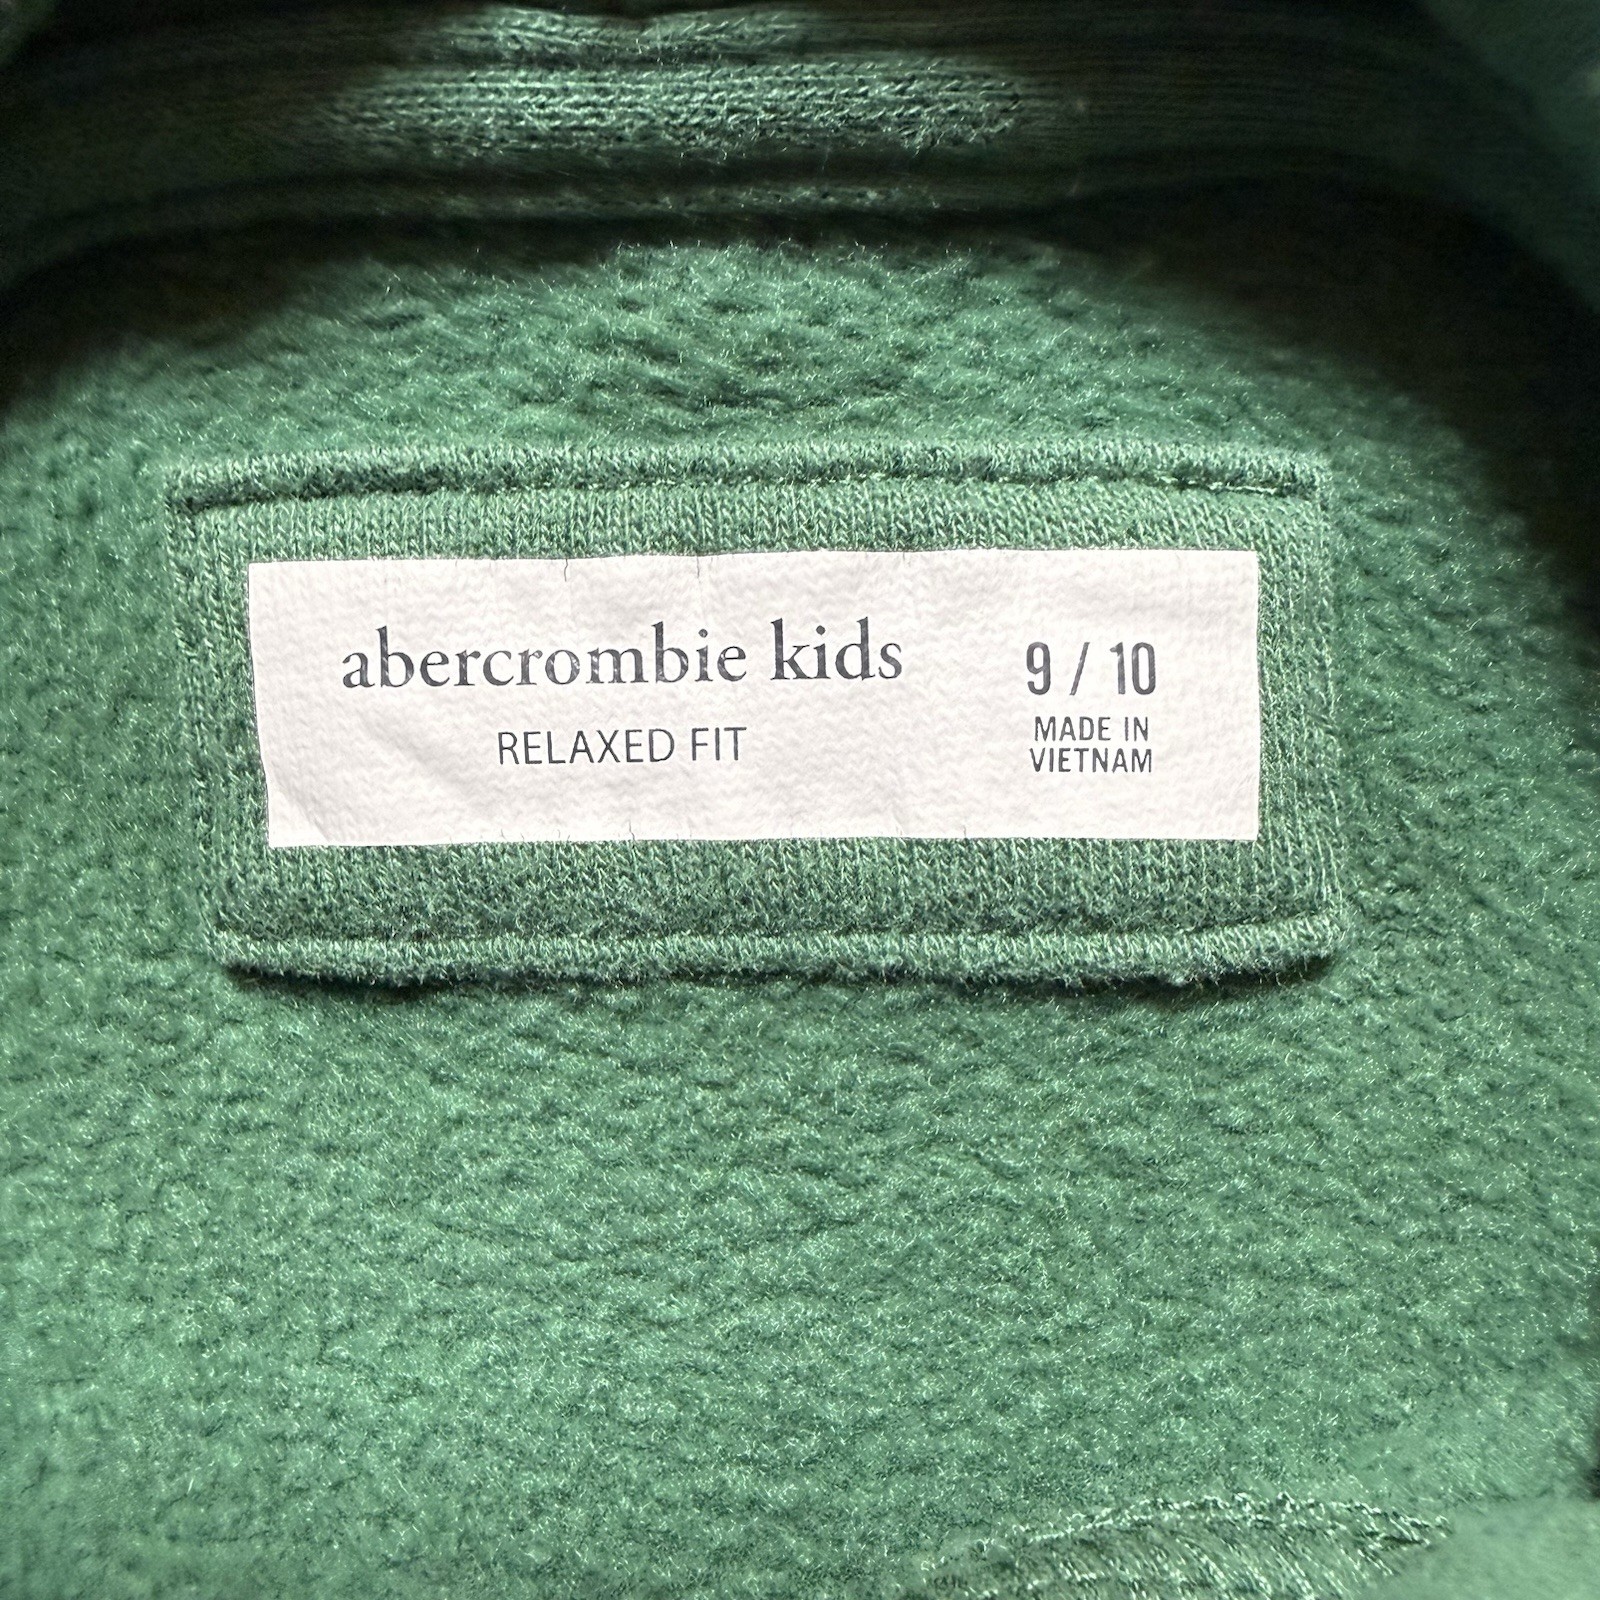 abercrombie kids
RELAXED FIT
9 / 10
MADE IN
VIETNAM